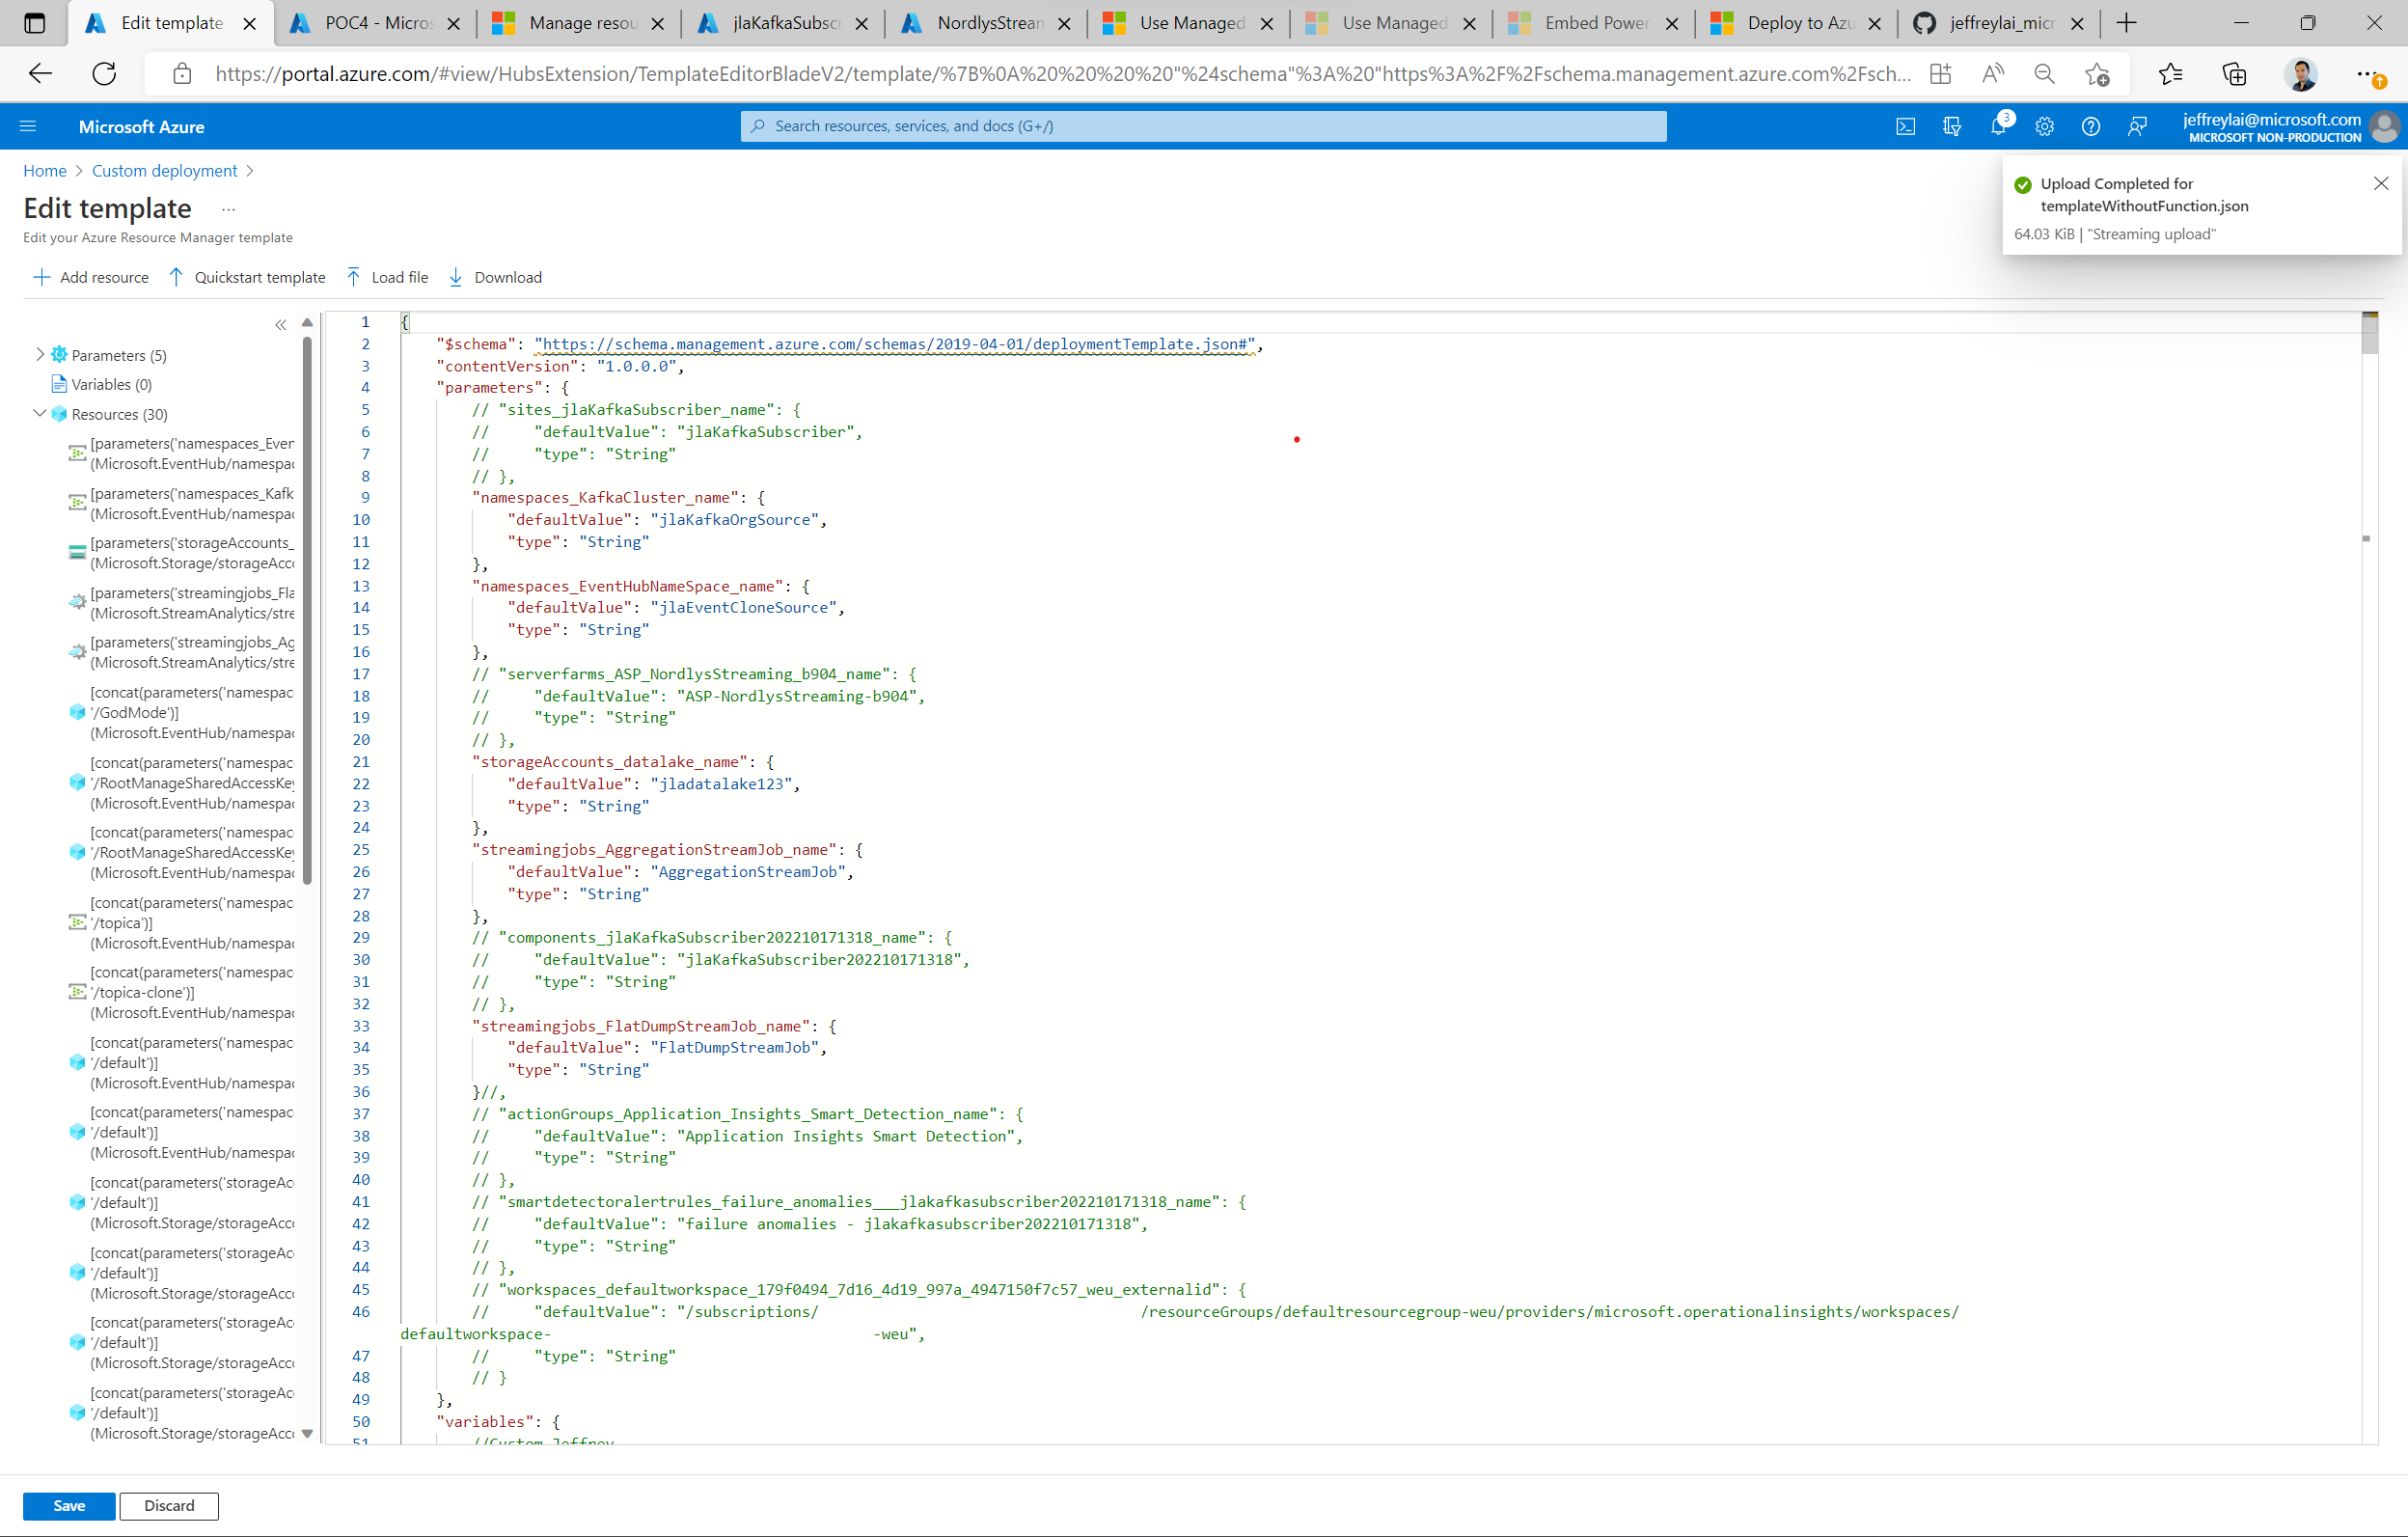 Edit template
POC4 - Micros
Manage resou
jlaKafkaSubscr
NordlysStream
Use Managed
Use Managed
Embed Power
Deploy to Azu
jeffreylai_micr
https://portal.azure.com/#view/HubsExtension/TemplateEditorBladeV2/template/%7B%0A%20%20%20%20"%24schema"%3A%20"https%3A%2F%2Fschema.management.azure.com%2Fsch...
Microsoft Azure
Search resources, services, and docs (G+/)
3
jeffreylai@microsoft.com
MICROSOFT NON-PRODUCTION
Home > Custom deployment >
Edit template ...
Edit your Azure Resource Manager template
Upload Completed for
templateWithoutFunction.json
64.03 KiB | "Streaming upload"
Add resource
Quickstart template
Load file
Download
Parameters (5)
Variables (0)
Resources (30)
[parameters('namespaces_Even
(Microsoft.EventHub/namespac
[parameters('namespaces_Kafk
(Microsoft.EventHub/namespac
[parameters('storageAccounts_
(Microsoft.Storage/storageAcco
[parameters('streamingjobs_Fla
(Microsoft.StreamAnalytics/stre
[parameters('streamingjobs_Ag
(Microsoft.StreamAnalytics/stre
[concat(parameters('namespac
'/GodMode')]
(Microsoft.EventHub/namespac
[concat(parameters('namespac
'/RootManageSharedAccessKey
(Microsoft.EventHub/namespac
[concat(parameters('namespac
'/RootManageSharedAccessKey
(Microsoft.EventHub/namespac
[concat(parameters('namespac
'/topica')]
(Microsoft.EventHub/namespac
[concat(parameters('namespac
'/topica-clone')]
(Microsoft.EventHub/namespac
[concat(parameters('namespac
'/default')]
(Microsoft.EventHub/namespac
[concat(parameters('namespac
'/default')]
(Microsoft.EventHub/namespac
[concat(parameters('storageAc
'/default')]
(Microsoft.Storage/storageAcco
[concat(parameters('storageAc
'/default')]
(Microsoft.Storage/storageAcco
[concat(parameters('storageAc
'/default')]
(Microsoft.Storage/storageAcco
[concat(parameters('storageAc
'/default')]
(Microsoft.Storage/storageAcco
1 {
2 "$schema": "https://schema.management.azure.com/schemas/2019-04-01/deploymentTemplate.json#",
3 "contentVersion": "1.0.0.0",
4 "parameters": {
5 // "sites_jlaKafkaSubscriber_name": {
6 // "defaultValue": "jlaKafkaSubscriber",
7 // "type": "String"
8 // },
9 "namespaces_KafkaCluster_name": {
10 "defaultValue": "jlaKafkaOrgSource",
11 "type": "String"
12 },
13 "namespaces_EventHubNameSpace_name": {
14 "defaultValue": "jlaEventCloneSource",
15 "type": "String"
16 },
17 // "serverfarms_ASP_NordlysStreaming_b904_name": {
18 // "defaultValue": "ASP-NordlysStreaming-b904",
19 // "type": "String"
20 // },
21 "storageAccounts_datalake_name": {
22 "defaultValue": "jladatalake123",
23 "type": "String"
24 },
25 "streamingjobs_AggregationStreamJob_name": {
26 "defaultValue": "AggregationStreamJob",
27 "type": "String"
28 },
29 // "components_jlaKafkaSubscriber202210171318_name": {
30 // "defaultValue": "jlaKafkaSubscriber202210171318",
31 // "type": "String"
32 // },
33 "streamingjobs_FlatDumpStreamJob_name": {
34 "defaultValue": "FlatDumpStreamJob",
35 "type": "String"
36 }//,
37 // "actionGroups_Application_Insights_Smart_Detection_name": {
38 // "defaultValue": "Application Insights Smart Detection",
39 // "type": "String"
40 // },
41 // "smartdetectoralertrules_failure_anomalies___jlakafkasubscriber202210171318_name": {
42 // "defaultValue": "failure anomalies - jlakafkasubscriber202210171318",
43 // "type": "String"
44 // },
45 // "workspaces_defaultworkspace_179f0494_7d16_4d19_997a_4947150f7c57_weu_externalid": {
46 // "defaultValue": "/subscriptions/ /resourceGroups/defaultresourcegroup-weu/providers/microsoft.operationalinsights/workspaces/
defaultworkspace- -weu",
47 // "type": "String"
48 // }
49 },
50 "variables": {
51 //Custom Jeffrey
Save
Discard